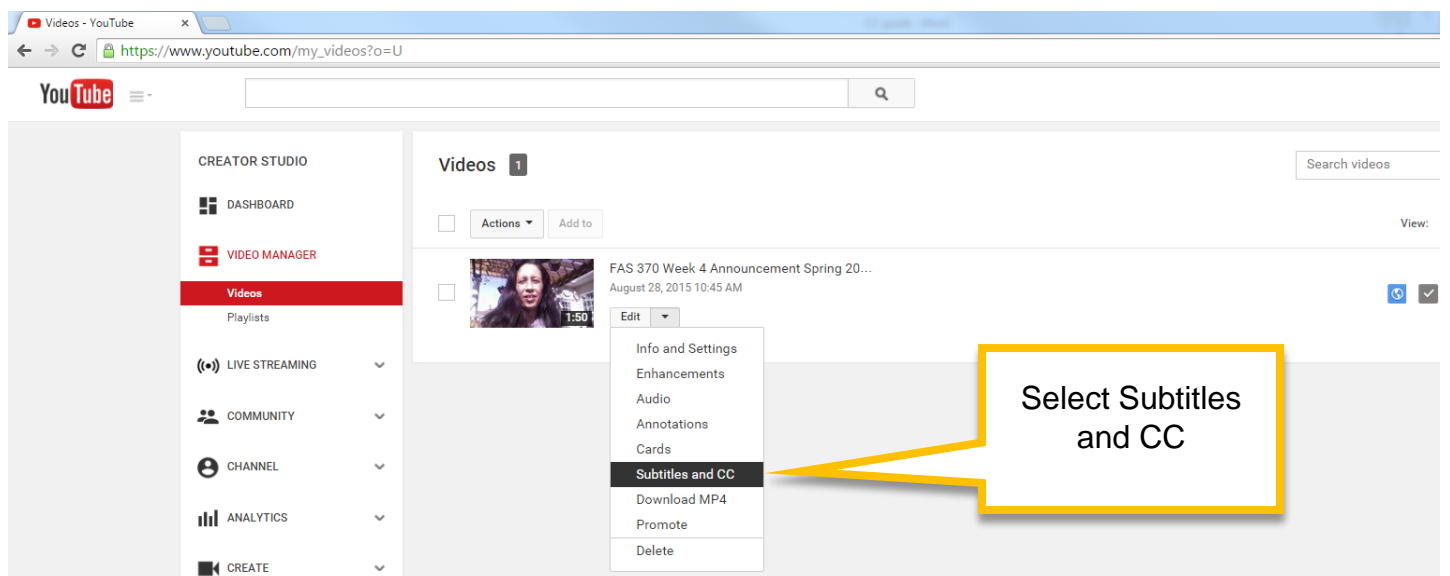 Videos - YouTube
https://www.youtube.com/my_videos?o=U
YouTube
CREATOR STUDIO
DASHBOARD
VIDEO MANAGER
Videos
Playlists
LIVE STREAMING
COMMUNITY
CHANNEL
ANALYTICS
CREATE
Videos 1
Search videos
Actions Add to
View:
FAS 370 Week 4 Announcement Spring 20...
August 28, 2015 10:45 AM
1:50
Edit
Info and Settings
Enhancements
Audio
Annotations
Cards
Subtitles and CC
Download MP4
Promote
Delete
Select Subtitles
and CC